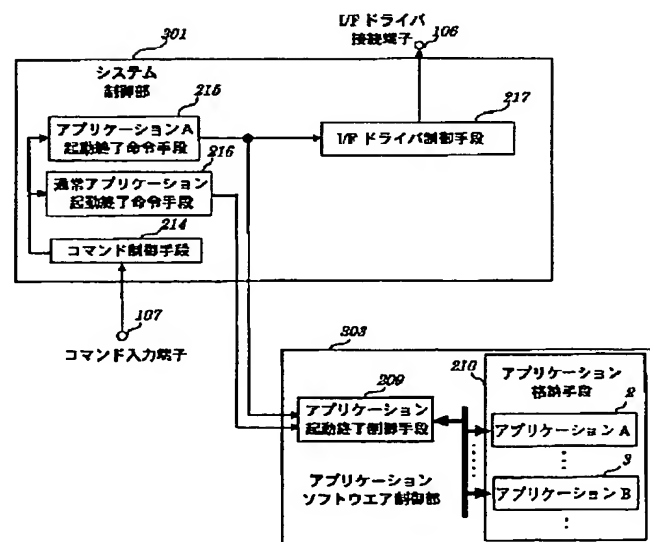 I/F ドライバ
接続端子
106
301
システム
制御部
215
アプリケーション A
起動終了命令手段
216
通常アプリケーション
起動終了命令手段
214
コマンド制御手段
217
I/F ドライバ制御手段
107
コマンド入力端子
303
209
アプリケーション
起動終了制御手段
アプリケーション
ソフトウエア制御部
210
アプリケーション
格納手段
2
アプリケーション A
3
アプリケーション B